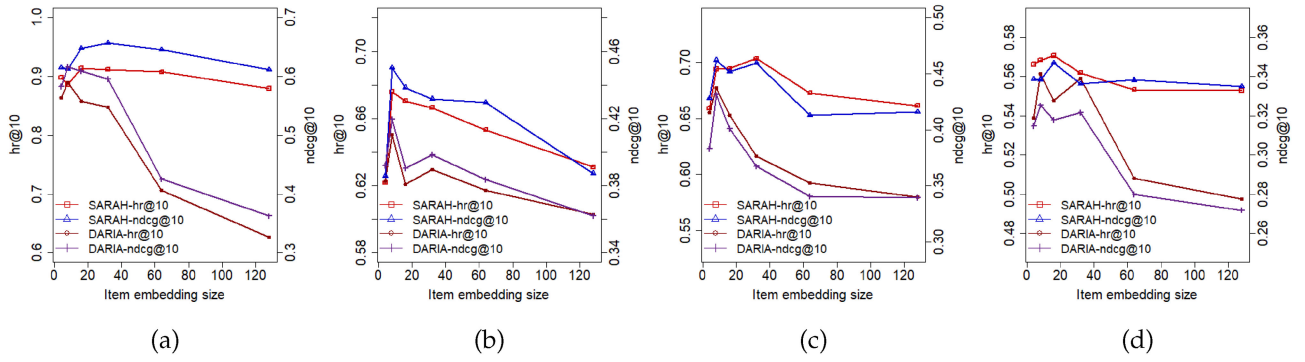 hr@10
1.0
0.9
0.8
0.7
0.6
SARAH-hr@10
SARAH-ndcg@10
DARIA-hr@10
DARIA-ndcg@10
0 20 40 60 80 100 120
Item embedding size
0.7
0.6
0.5
0.4
0.3
ndcg@10
(a)
hr@10
0.70
0.66
0.62
0.58
SARAH-hr@10
SARAH-ndcg@10
DARIA-hr@10
DARIA-ndcg@10
0 20 40 60 80 100 120
Item embedding size
0.46
0.42
0.38
0.34
ndcg@10
(b)
hr@10
0.70
0.65
0.60
0.55
SARAH-hr@10
SARAH-ndcg@10
DARIA-hr@10
DARIA-ndcg@10
0 20 40 60 80 100 120
Item embedding size
0.50
0.45
0.40
0.35
0.30
ndcg@10
(c)
hr@10
0.58
0.56
0.54
0.52
0.50
0.48
SARAH-hr@10
SARAH-ndcg@10
DARIA-hr@10
DARIA-ndcg@10
0 20 40 60 80 100 120
Item embedding size
0.36
0.34
0.32
0.30
0.28
0.26
ndcg@10
(d)